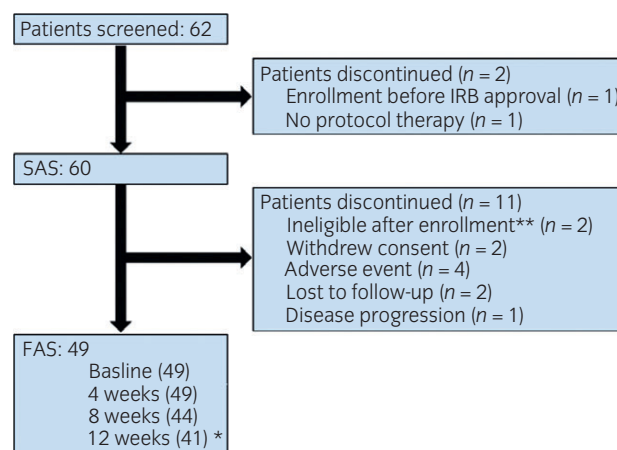 Patients screened: 62
Patients discontinued (n = 2)
Enrollment before IRB approval (n = 1)
No protocol therapy (n = 1)
SAS: 60
Patients discontinued (n = 11)
Ineligible after enrollment** (n = 2)
Withdrew consent (n = 2)
Adverse event (n = 4)
Lost to follow-up (n = 2)
Disease progression (n = 1)
FAS: 49
Basline (49)
4 weeks (49)
8 weeks (44)
12 weeks (41) *